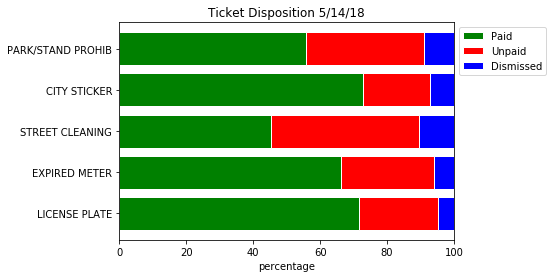 Ticket Disposition 5/14/18
PARK/STAND PROHIB
CITY STICKER
STREET CLEANING
EXPIRED METER
LICENSE PLATE
0 20 40 60 80 100
percentage
Paid
Unpaid
Dismissed